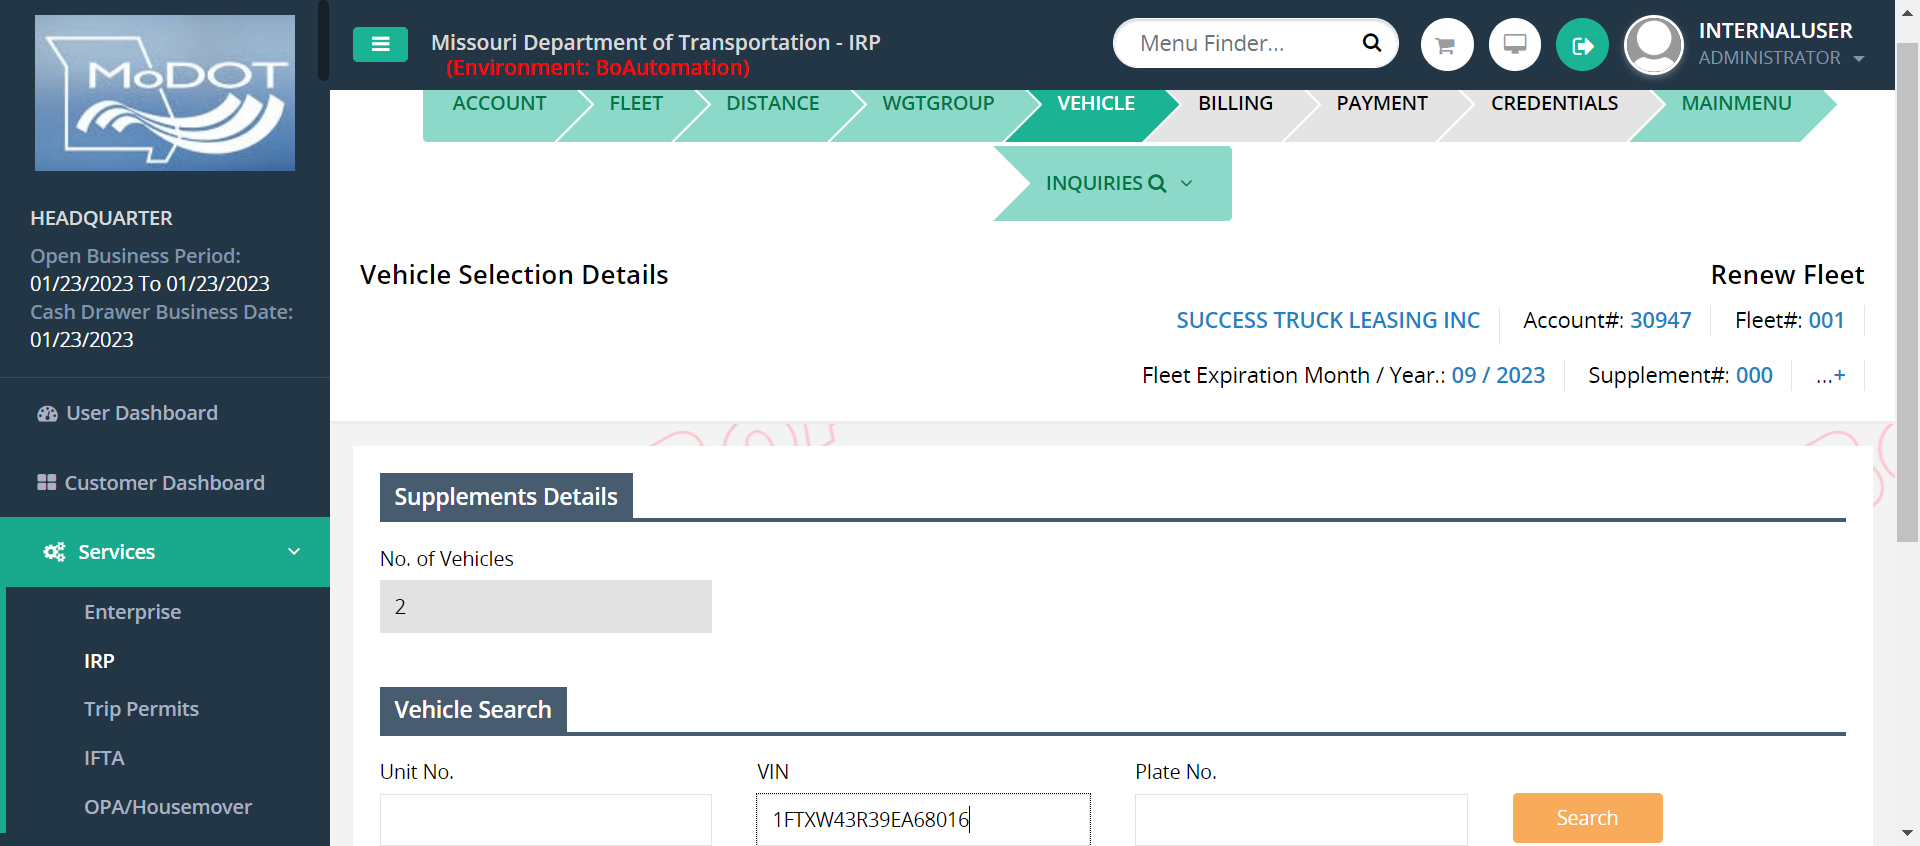 MoDOT
HEADQUARTER
Open Business Period:
01/23/2023 To 01/23/2023
Cash Drawer Business Date:
01/23/2023
User Dashboard
Customer Dashboard
Services
Enterprise
IRP
Trip Permits
IFTA
OPA/Housemover
Missouri Department of Transportation - IRP
(Environment: BoAutomation)
Menu Finder...
INTERNALUSER
ADMINISTRATOR
ACCOUNT FLEET DISTANCE WGTGROUP VEHICLE BILLING PAYMENT CREDENTIALS MAINMENU
INQUIRIES
Vehicle Selection Details
Renew Fleet
SUCCESS TRUCK LEASING INC Account#: 30947 Fleet#: 001
Fleet Expiration Month / Year.: 09 / 2023 Supplement#: 000 ...+
Supplements Details
No. of Vehicles
2
Vehicle Search
Unit No. VIN Plate No.
1FTXW43R39EA68016 Search